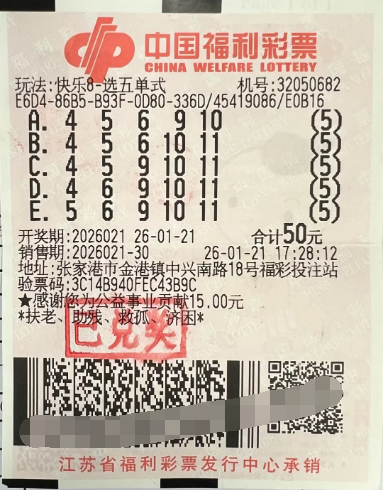 中国福利彩票
CHINA WELFARE LOTTERY
玩法:快乐8-选五单式 机号:32050682
E6D4-86B5-B93F-0D80-336D/45419086/E0B16
A. 4 5 6 9 10 (5)
B. 4 5 6 10 11 (5)
C. 4 5 9 10 11 (5)
D. 4 6 9 10 11 (5)
E. 5 6 9 10 11 (5)
开奖期:2026021 26-01-21 合计50元
销售期:2026021-30 26-01-21 17:28:12
地址:张家港市金港镇中兴南路18号福彩投注站
验票码:3C14B940FEC43B9C
★感谢您为公益事业贡献15.00元
*扶老、助残、救孤、济困*
已兑奖
江苏省福利彩票发行中心承销